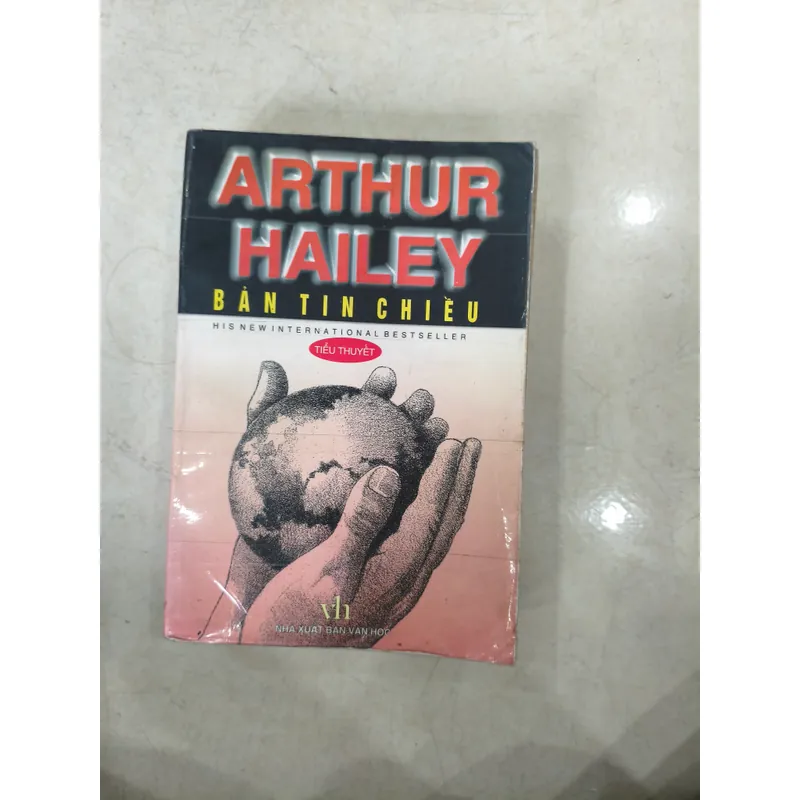 ARTHUR
HAILEY
BẢN TIN CHIỀU
HIS NEW INTERNATIONAL BESTSELLER
TIỂU THUYẾT
vh
NHÀ XUẤT BẢN VĂN HỌC